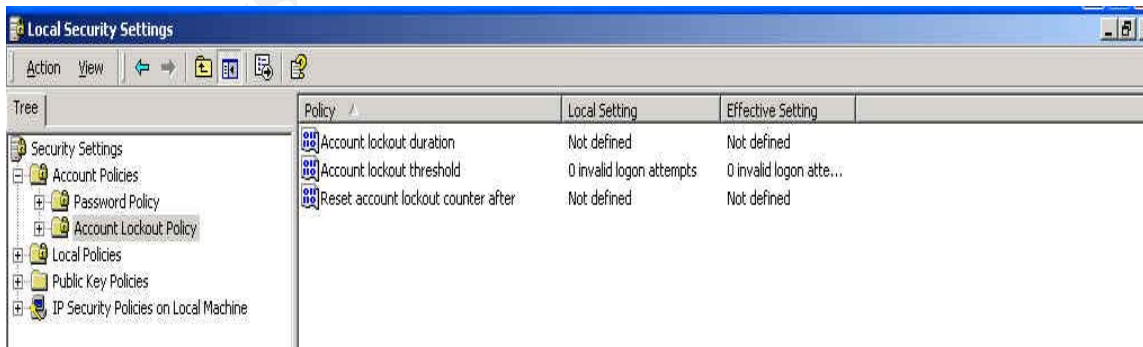 Local Security Settings
Action View
Tree
Policy Local Setting Effective Setting
Security Settings
Account Policies
Password Policy
Account Lockout Policy
Local Policies
Public Key Policies
IP Security Policies on Local Machine
Account lockout duration Not defined Not defined
Account lockout threshold 0 invalid logon attempts 0 invalid logon atte...
Reset account lockout counter after Not defined Not defined